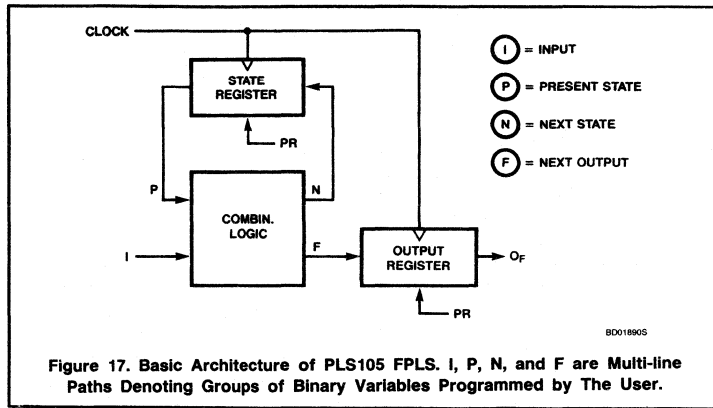 CLOCK
STATE
REGISTER
PR
P
N
COMBIN.
LOGIC
I
F
OUTPUT
REGISTER
OF
PR
I = INPUT
P = PRESENT STATE
N = NEXT STATE
F = NEXT OUTPUT
BD01890S
Figure 17. Basic Architecture of PLS105 FPLS. I, P, N, and F are Multi-line
Paths Denoting Groups of Binary Variables Programmed by The User.